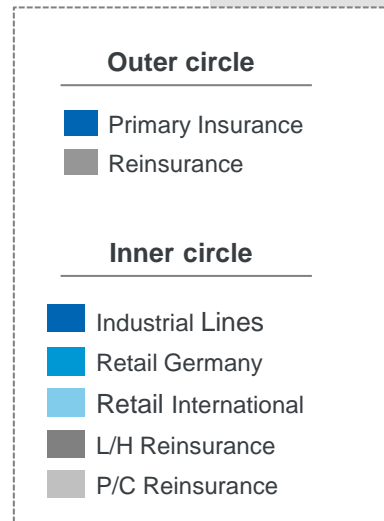 Outer circle
Primary Insurance
Reinsurance
Inner circle
Industrial Lines
Retail Germany
Retail International
L/H Reinsurance
P/C Reinsurance